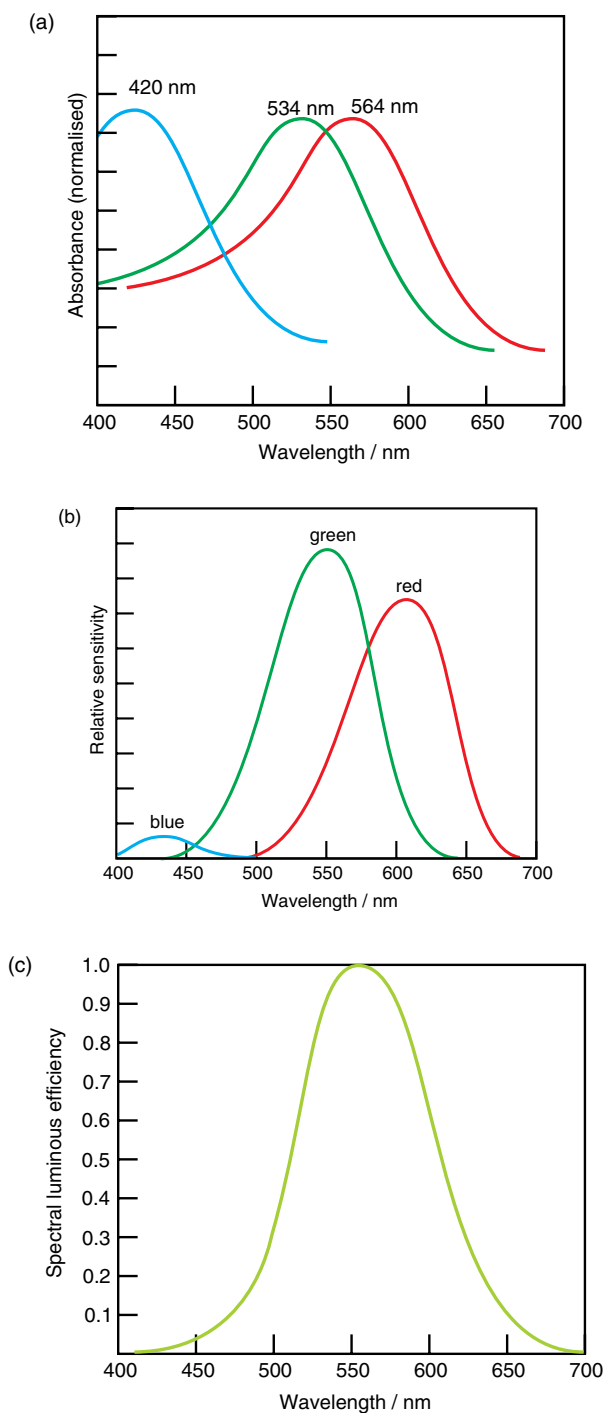 (a)
420 nm
534 nm 564 nm
Absorbance (normalised)
400 450 500 550 600 650 700
Wavelength / nm
(b)
green
red
blue
Relative sensitivity
400 450 500 550 600 650 700
Wavelength / nm
(c)
1.0
0.9
0.8
0.7
0.6
0.5
0.4
0.3
0.2
0.1
Spectral luminous efficiency
400 450 500 550 600 650 700
Wavelength / nm